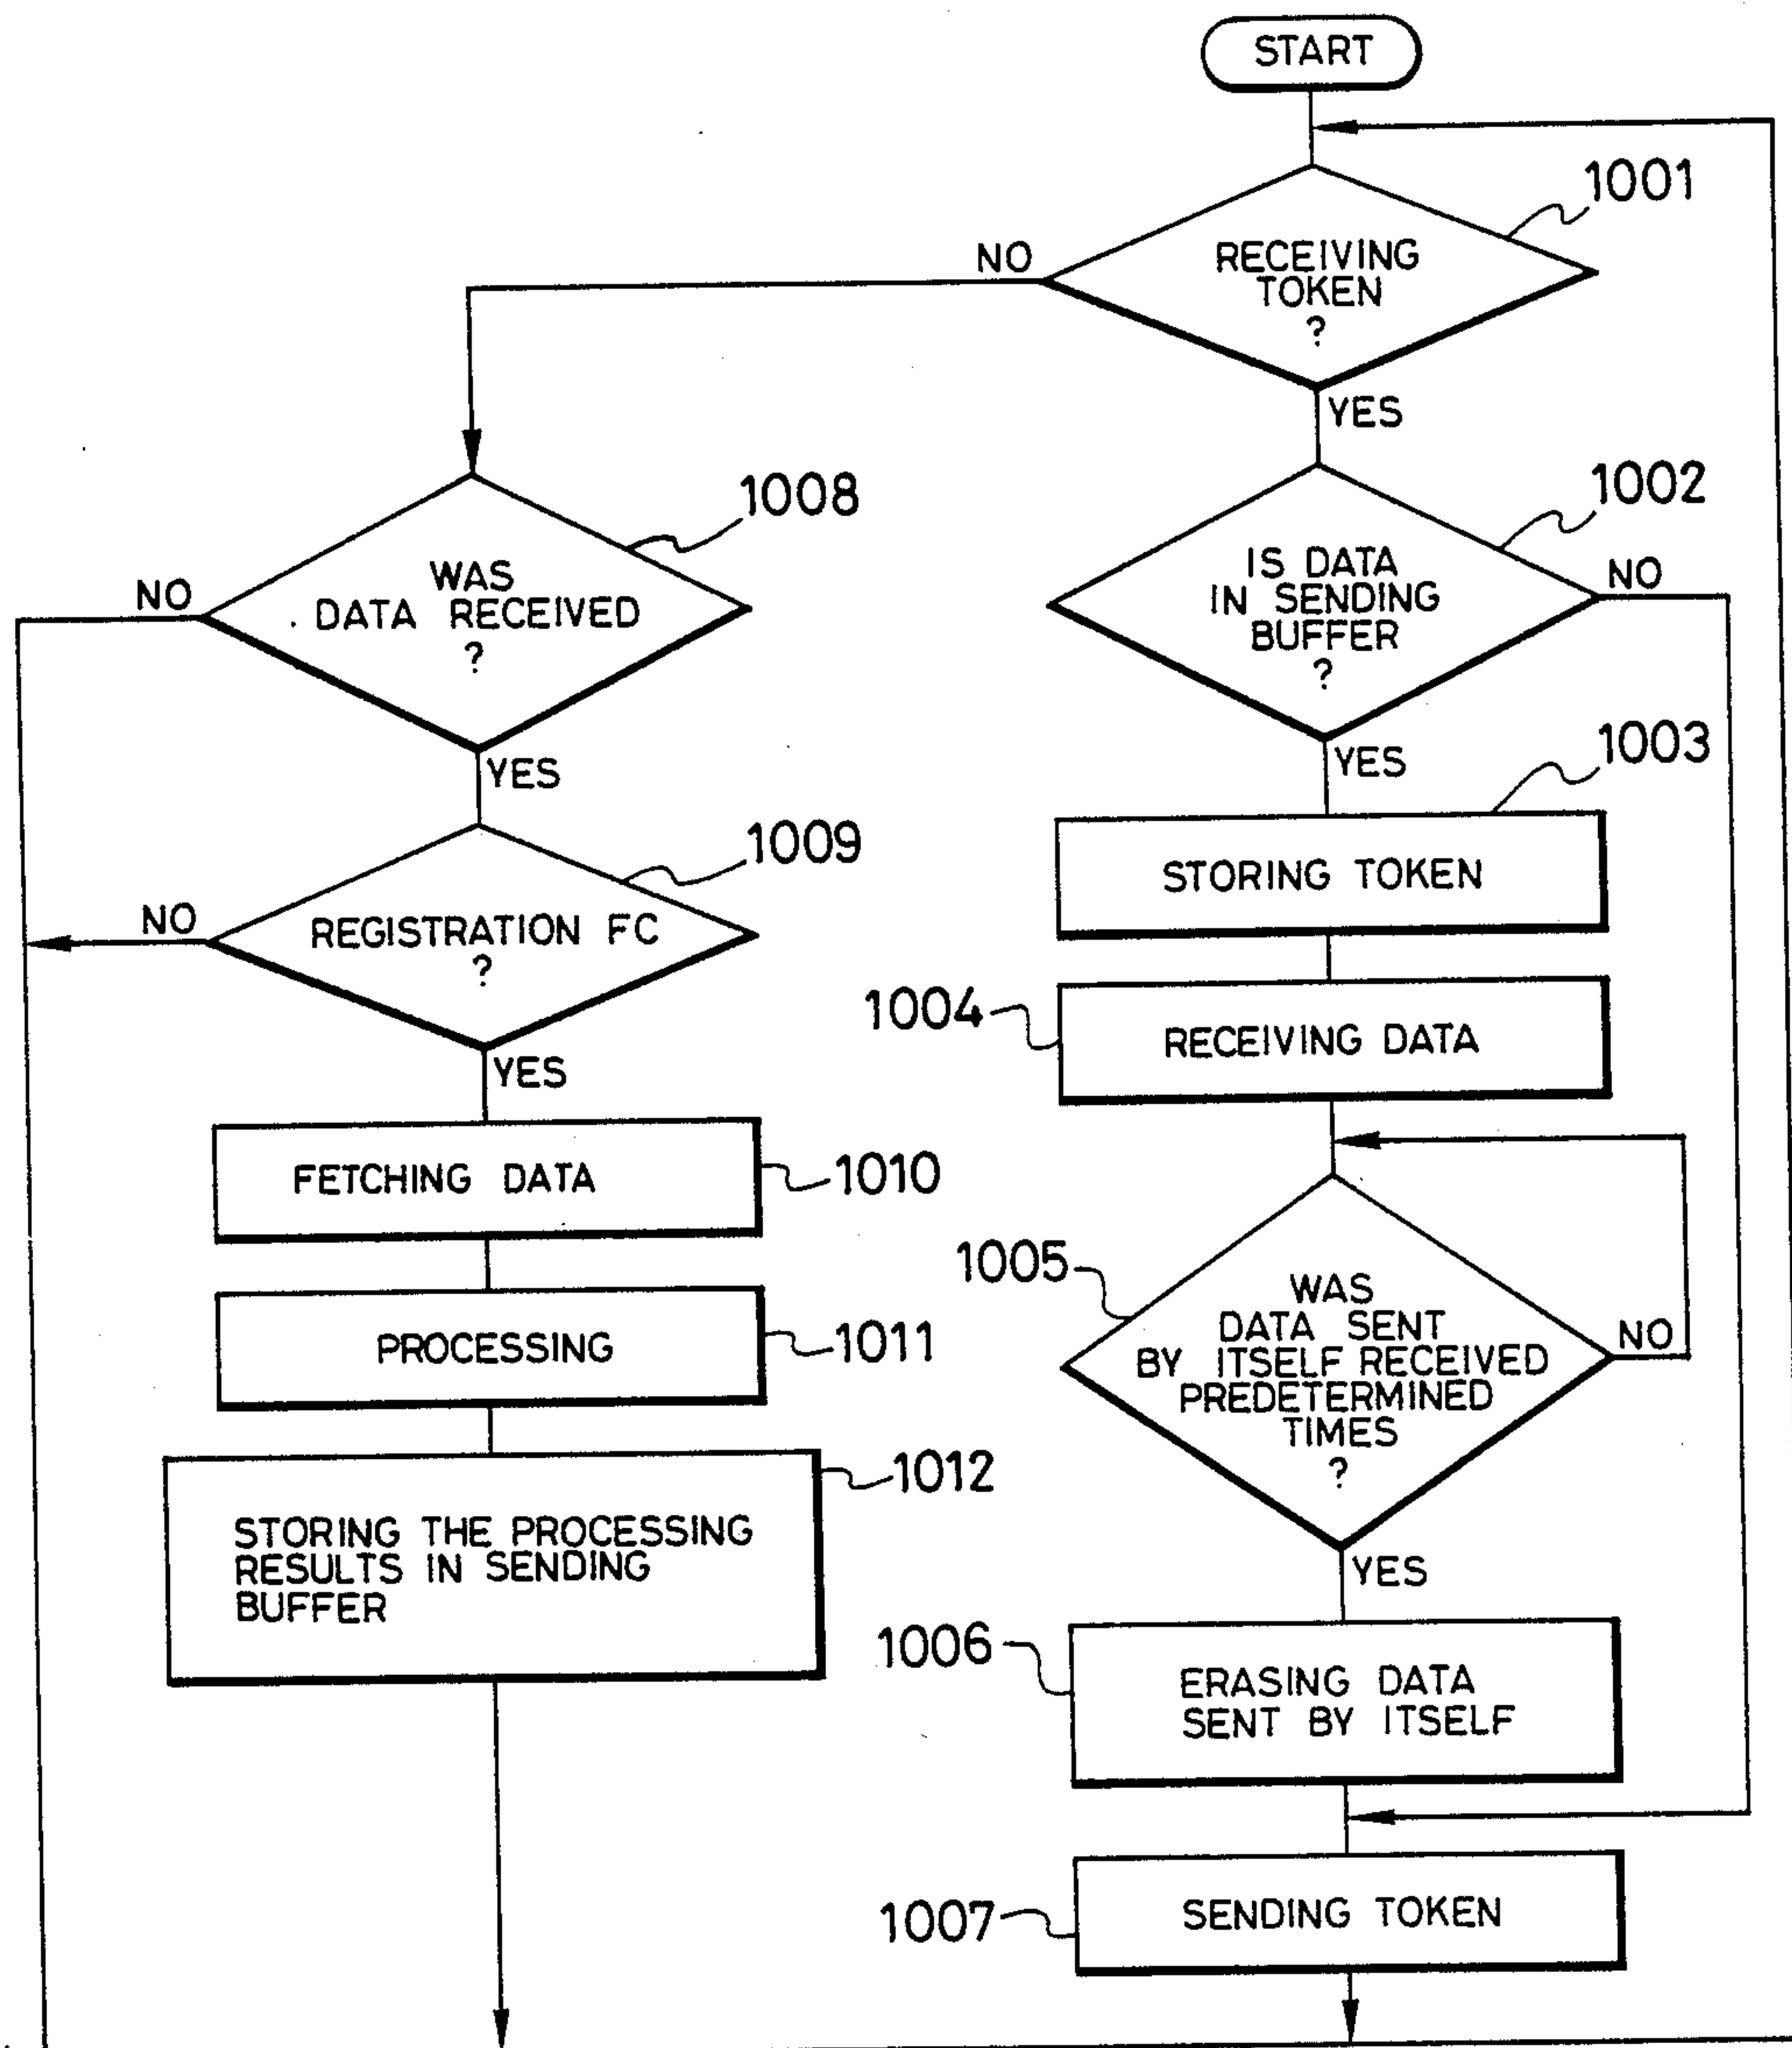 START
1001
RECEIVING
TOKEN
?
NO
YES
1002
IS DATA
IN SENDING
BUFFER
?
NO
YES
1003
STORING TOKEN
1004
RECEIVING DATA
1005
WAS
DATA SENT
BY ITSELF RECEIVED
PREDETERMINED
TIMES
?
NO
YES
1006
ERASING DATA
SENT BY ITSELF
1007
SENDING TOKEN
1008
WAS
DATA RECEIVED
?
NO
YES
1009
REGISTRATION FC
?
NO
YES
FETCHING DATA
1010
PROCESSING
1011
1012
STORING THE PROCESSING
RESULTS IN SENDING
BUFFER